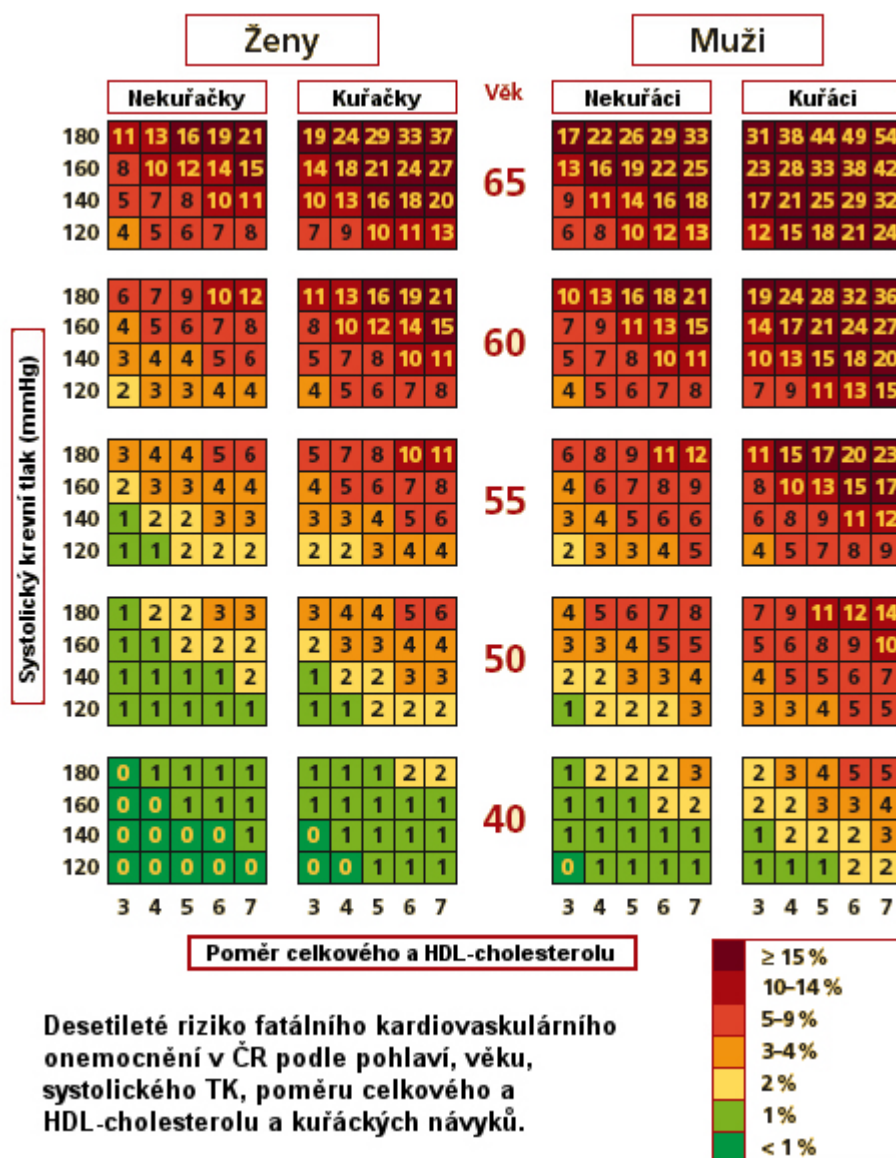 Ženy Muži
Nekuřačky Kuřačky Věk Nekuřáci Kuřáci
180 11 13 16 19 21 19 24 29 33 37 17 22 26 29 33 31 38 44 49 54
160 8 10 12 14 15 14 18 21 24 27 13 16 19 22 25 23 28 33 38 42
65
140 5 7 8 10 11 10 13 16 18 20 9 11 14 16 18 17 21 25 29 32
120 4 5 6 7 8 7 9 10 11 13 6 8 10 12 13 12 15 18 21 24
180 6 7 9 10 12 11 13 16 19 21 10 13 16 18 21 19 24 28 32 36
160 4 5 6 7 8 8 10 12 14 15 7 9 11 13 15 14 17 21 24 27
60
140 3 4 4 5 6 5 7 8 10 11 5 7 8 10 11 10 13 15 18 20
120 2 3 3 4 4 4 5 6 7 8 4 5 6 7 8 7 9 11 13 15
Systolický krevní tlak (mmHg)
180 3 4 4 5 6 5 7 8 10 11 6 8 9 11 12 11 15 17 20 23
160 2 3 3 4 4 4 5 6 7 8 4 6 7 8 9 8 10 13 15 17
55
140 1 2 2 3 3 3 3 4 5 6 3 4 5 6 6 6 8 9 11 12
120 1 1 2 2 2 2 2 3 4 4 2 3 3 4 5 4 5 7 8 9
180 1 2 2 3 3 3 4 4 5 6 4 5 6 7 8 7 9 11 12 14
160 1 1 2 2 2 2 3 3 4 4 3 3 4 5 5 5 6 8 9 10
50
140 1 1 1 1 2 1 2 2 3 3 2 2 3 3 4 4 5 5 6 7
120 1 1 1 1 1 1 1 2 2 2 1 2 2 2 3 3 3 4 5 5
180 0 1 1 1 1 1 1 1 2 2 1 2 2 2 3 2 3 4 5 5
160 0 0 1 1 1 1 1 1 1 1 1 1 1 2 2 2 2 3 3 4
40
140 0 0 0 0 1 0 1 1 1 1 1 1 1 1 1 1 2 2 2 3
120 0 0 0 0 0 0 0 1 1 1 0 1 1 1 1 1 1 1 2 2
3 4 5 6 7 3 4 5 6 7 3 4 5 6 7 3 4 5 6 7
Poměr celkového a HDL-cholesterolu
≥ 15 %
10–14 %
5–9 %
3–4 %
2 %
1 %
< 1 %
Desetileté riziko fatálního kardiovaskulárního
onemocnění v ČR podle pohlaví, věku,
systolického TK, poměru celkového a
HDL-cholesterolu a kuřáckých návyků.